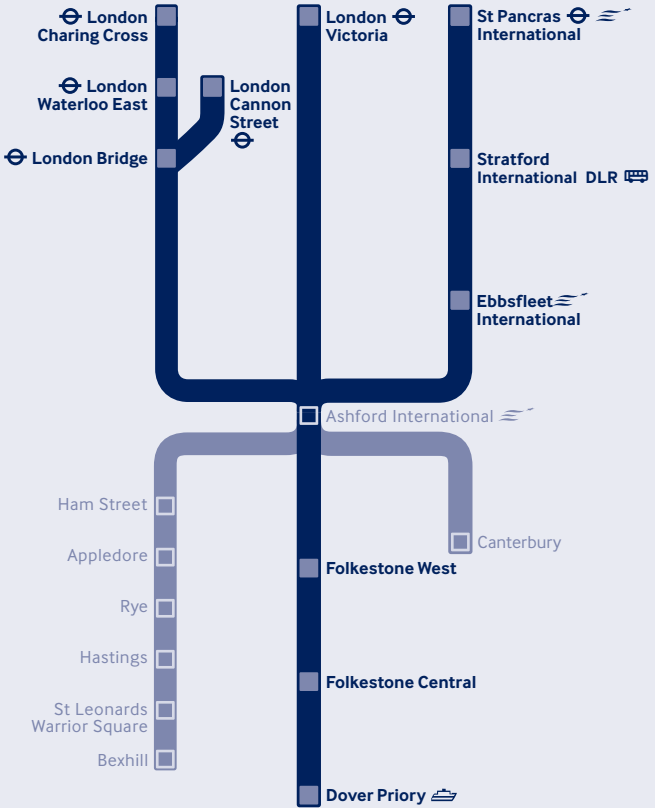 London
Charing Cross
London
Victoria
St Pancras
International
London
Waterloo East
London
Cannon
Street
London Bridge
Stratford
International DLR
Ebbsfleet
International
Ashford International
Ham Street
Appledore
Rye
Hastings
St Leonards
Warrior Square
Bexhill
Canterbury
Folkestone West
Folkestone Central
Dover Priory